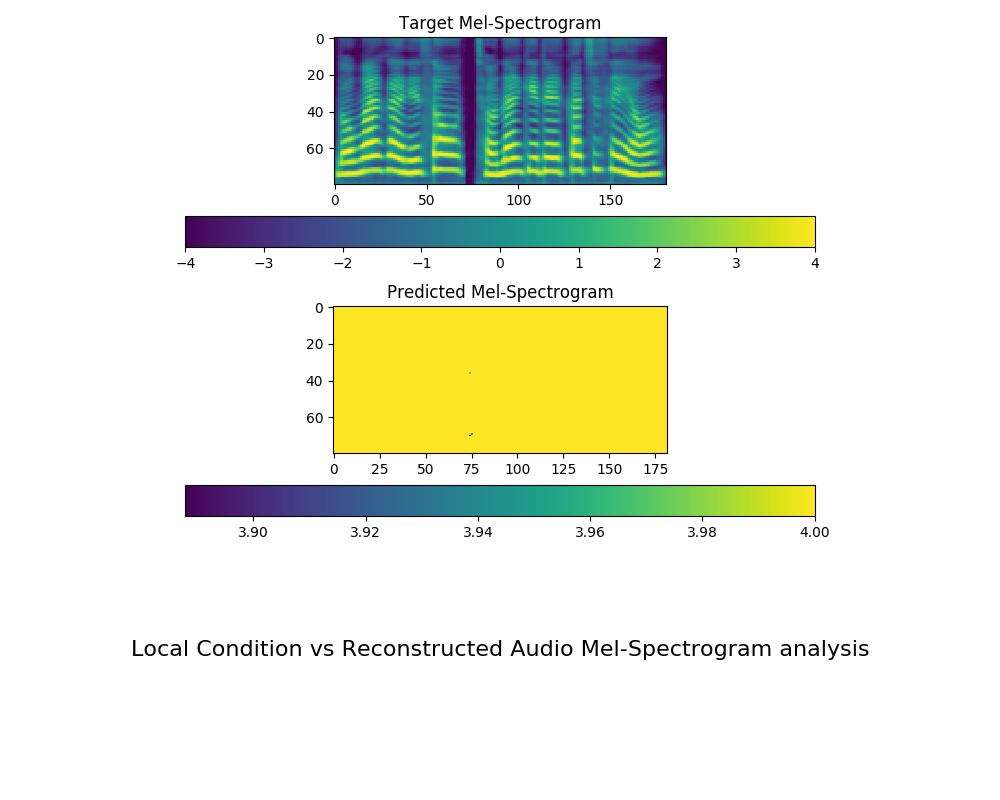 Target Mel-Spectrogram
0
20
40
60
0 50 100 150
−4 −3 −2 −1 0 1 2 3 4
Predicted Mel-Spectrogram
0
20
40
60
0 25 50 75 100 125 150 175
3.90 3.92 3.94 3.96 3.98 4.00
Local Condition vs Reconstructed Audio Mel-Spectrogram analysis